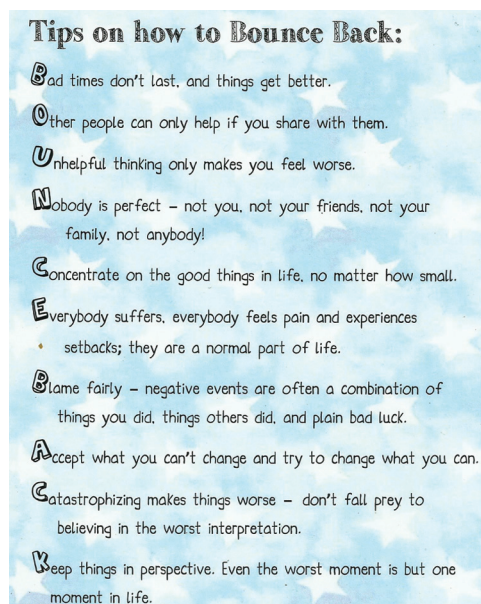 Tips on how to Bounce Back:
Bad times don't last, and things get better.
Other people can only help if you share with them.
Unhelpful thinking only makes you feel worse.
Nobody is perfect – not you, not your friends, not your
family, not anybody!
Concentrate on the good things in life, no matter how small.
Everybody suffers, everybody feels pain and experiences
setbacks; they are a normal part of life.
Blame fairly – negative events are often a combination of
things you did, things others did, and plain bad luck.
Accept what you can't change and try to change what you can.
Catastrophizing makes things worse – don't fall prey to
believing in the worst interpretation.
Keep things in perspective. Even the worst moment is but one
moment in life.